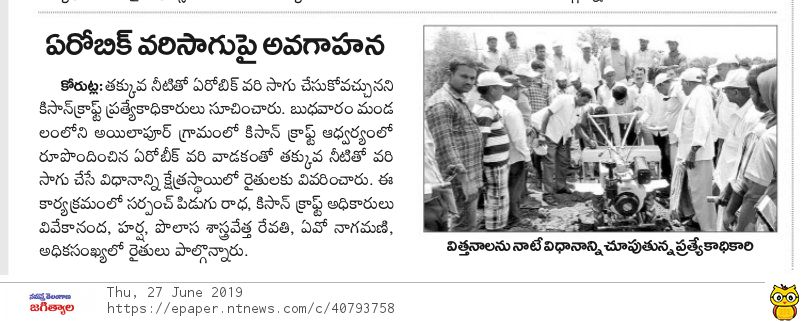 ఏరోబిక్ వరిసాగుపై అవగాహన
కోరుట్ల: తక్కువ నీటితో ఏరోబిక్ వరి సాగు చేసుకోవచ్చునని
కిసాన్‌క్రాఫ్ట్ ప్రత్యేకాధికారులు సూచించారు. బుధవారం మండ
లంలోని అయిలాపూర్ గ్రామంలో కిసాన్ క్రాఫ్ట్ ఆధ్వర్యంలో
రూపొందించిన ఏరోబీక్ వరి వాడకంతో తక్కువ నీటితో వరి
సాగు చేసే విధానాన్ని క్షేత్రస్థాయిలో రైతులకు వివరించారు. ఈ
కార్యక్రమంలో సర్పంచ్ పిడుగు రాధ, కిసాన్ క్రాఫ్ట్ అధికారులు
వివేకానంద, హర్ష, పొలాస శాస్త్రవేత్త రేవతి, ఏవో నాగమణి,
అధికసంఖ్యలో రైతులు పాల్గొన్నారు.
విత్తనాలను నాటే విధానాన్ని చూపుతున్న ప్రత్యేకాధికారి
నమస్తే తెలంగాణ
జగిత్యాల
Thu, 27 June 2019
https://epaper.ntnews.com/c/40793758